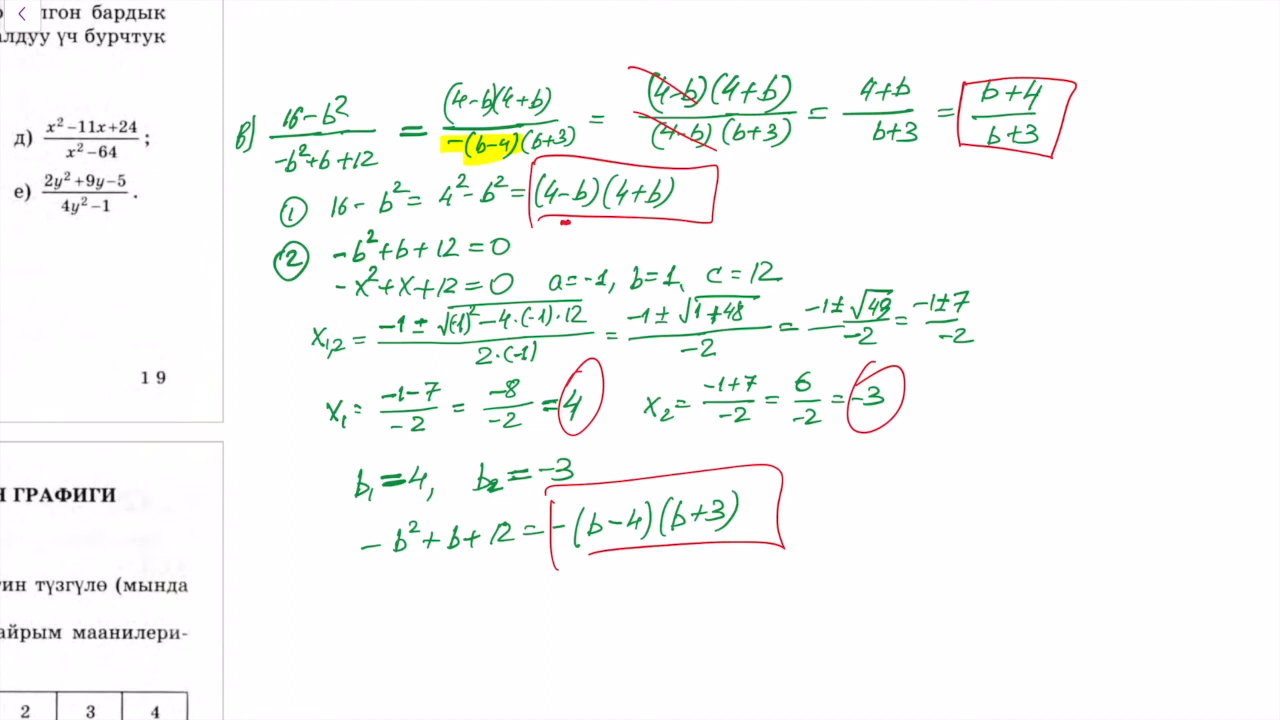 лгон бардык
алдуу үч бурчтук
д) x²−11x+24 / x²−64 ;
е) 2y²+9y−5 / 4y²−1 .
19
Н ГРАФИГИ
тин түзгүлө (мында
айрым маанилери-
2 3 4
в) 16−b² / −b²+b+12 = (4−b)(4+b) / −(b−4)(b+3) = (4−b)(4+b) / (4−b)(b+3) = 4+b / b+3 = b+4 / b+3
① 16−b² = 4²−b² = (4−b)(4+b)
② −b²+b+12=0
−x²+x+12=0 a=−1, b=1, c=12
x₁,₂ = −1±√(−1)²−4·(−1)·12 / 2·(−1) = −1±√1+48 / −2 = −1±√49 / −2 = −1±7 / −2
x₁ = −1−7 / −2 = −8 / −2 = 4 x₂ = −1+7 / −2 = 6 / −2 = −3
b₁=4, b₂=−3
−b²+b+12 = −(b−4)(b+3)